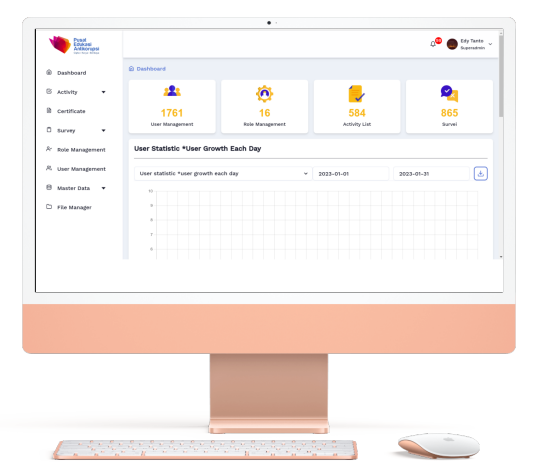 Pusat
Edukasi
Antikorupsi
Edy Tanto
Superadmin
Dashboard
Activity
Certificate
Survey
Role Management
User Management
Master Data
File Manager
Dashboard
1761
User Management
16
Role Management
584
Activity List
865
Survei
User Statistic *User Growth Each Day
User statistic *user growth each day
2023-01-01
2023-01-31
10
9
8
7
6